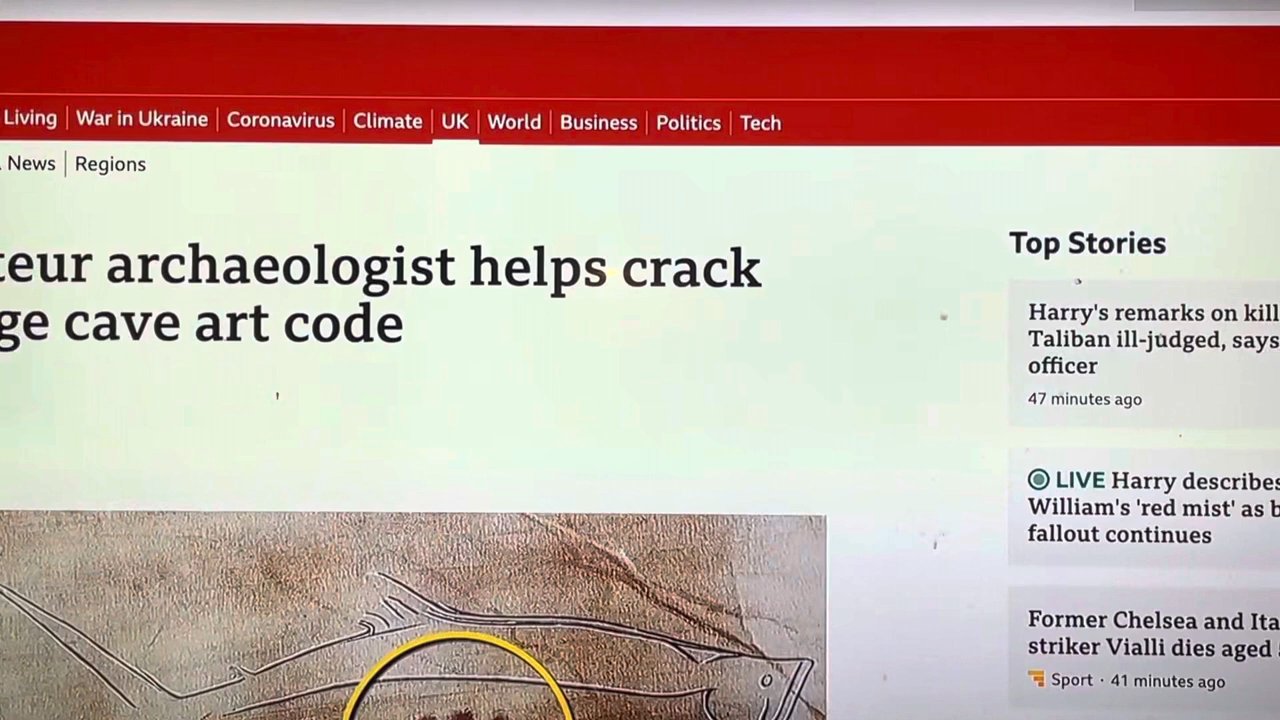 Living War in Ukraine Coronavirus Climate UK World Business Politics Tech
News Regions
teur archaeologist helps crack
ge cave art code
Top Stories
Harry's remarks on kill
Taliban ill-judged, says
officer
47 minutes ago
LIVE Harry describes
William's 'red mist' as b
fallout continues
Former Chelsea and Ita
striker Vialli dies aged
Sport · 41 minutes ago